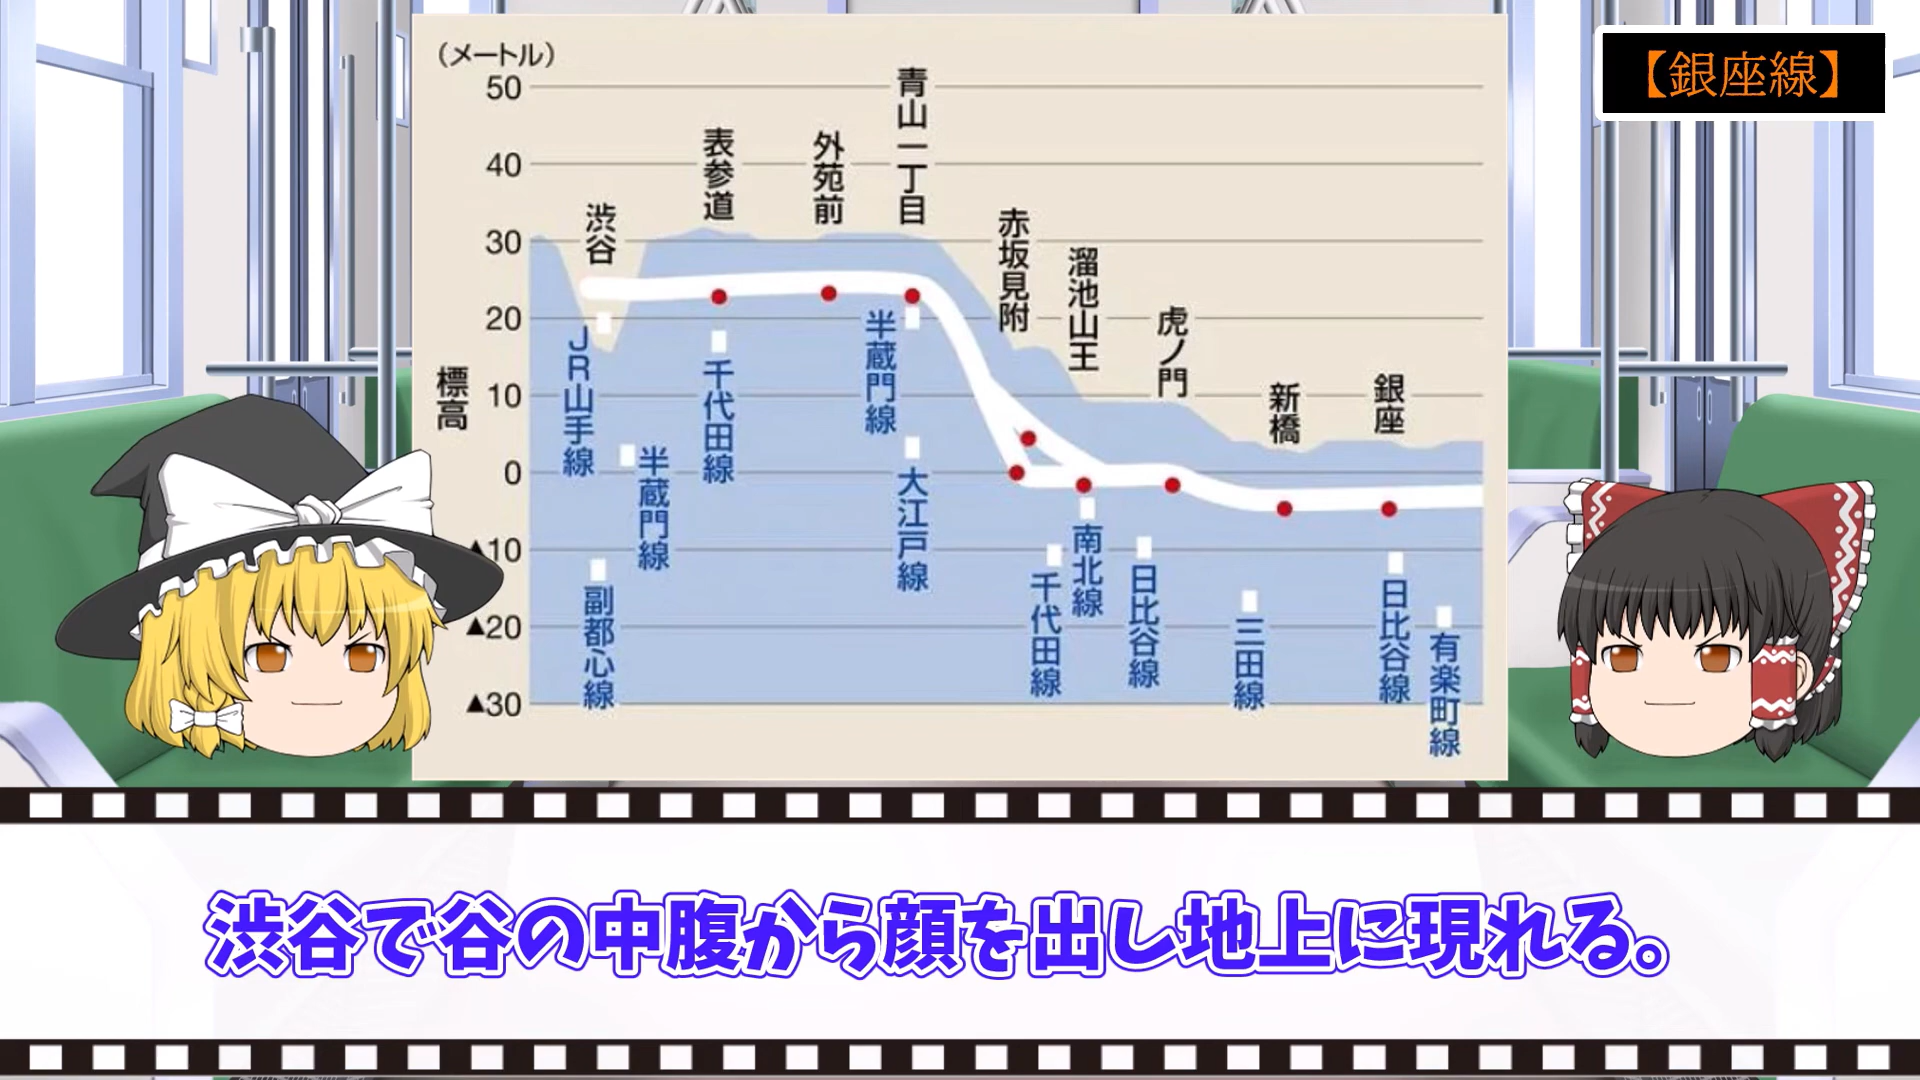 【銀座線】
(メートル)
50
40
30
20
10
0
▲10
▲20
▲30
標高
渋谷
表参道
外苑前
青山一丁目
赤坂見附
溜池山王
虎ノ門
新橋
銀座
JR山手線
半蔵門線
副都心線
千代田線
半蔵門線
大江戸線
千代田線
南北線
日比谷線
三田線
日比谷線
有楽町線
渋谷で谷の中腹から顔を出し地上に現れる。